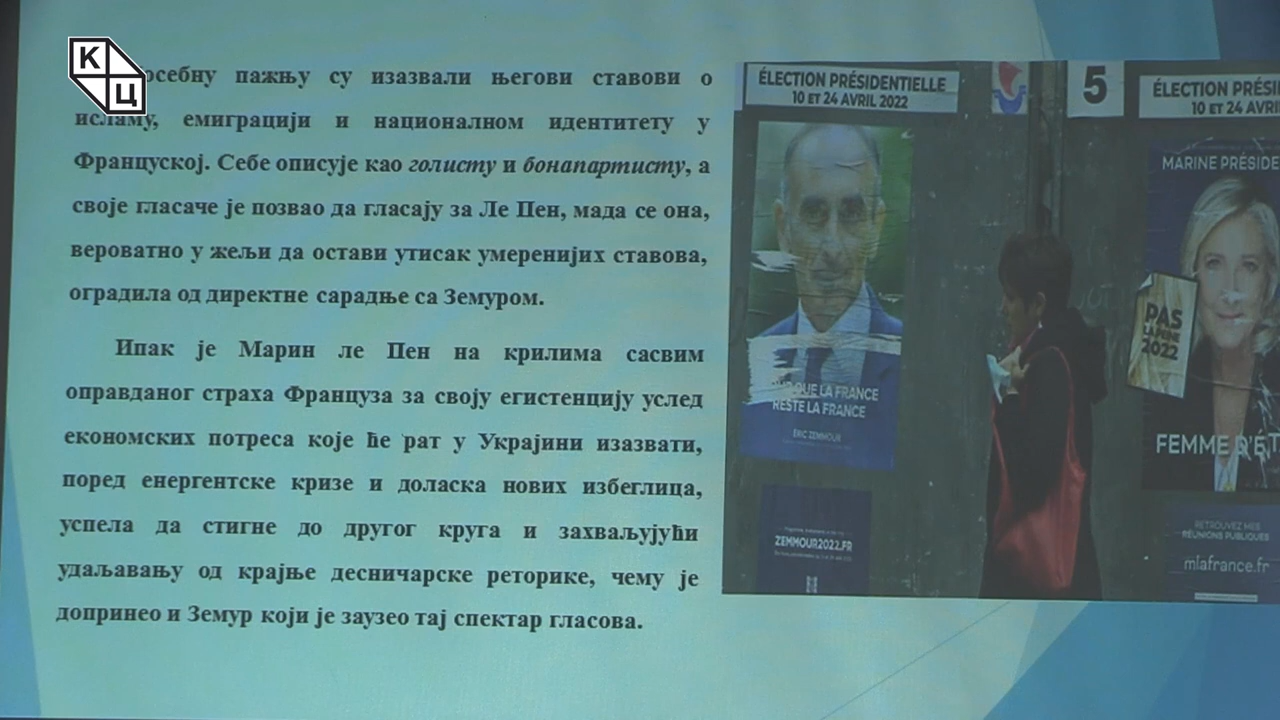 К
Ц
осебну пажњу су изазвали његови ставови о
исламу, емиграцији и националном идентитету у
Француској. Себе описује као голисту и бонапартисту, а
своје гласаче је позвао да гласају за Ле Пен, мада се она,
вероватно у жељи да остави утисак умеренијих ставова,
оградила од директне сарадње са Земуром.
Ипак је Марин ле Пен на крилима сасвим
оправданог страха Француза за своју егистенцију услед
економских потреса које ће рат у Украјини изазвати,
поред енергентске кризе и доласка нових избеглица,
успела да стигне до другог круга и захваљујући
удаљавању од крајње десничарске реторике, чему је
допринео и Земур који је заузео тај спектар гласова.
ÉLECTION PRÉSIDENTIELLE
10 ET 24 AVRIL 2022
QUE LA FRANCE
RESTE LA FRANCE
ÉRIC ZEMMOUR
ZEMMOUR2022.FR
5
ÉLECTION PRÉSI
10 ET 24 AVRI
MARINE PRÉSIDE
PAS
2022
FEMME D'ÉT
RETROUVEZ MES
RÉUNIONS PUBLIQUES
mlafrance.fr